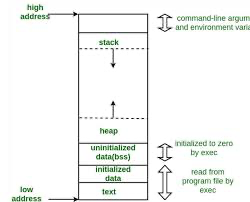 high
address
command-line argum
and environment varia
stack
heap
uninitialized
data(bss)
initialized to zero
by exec
initialized
data
read from
program file by
exec
low
address
text